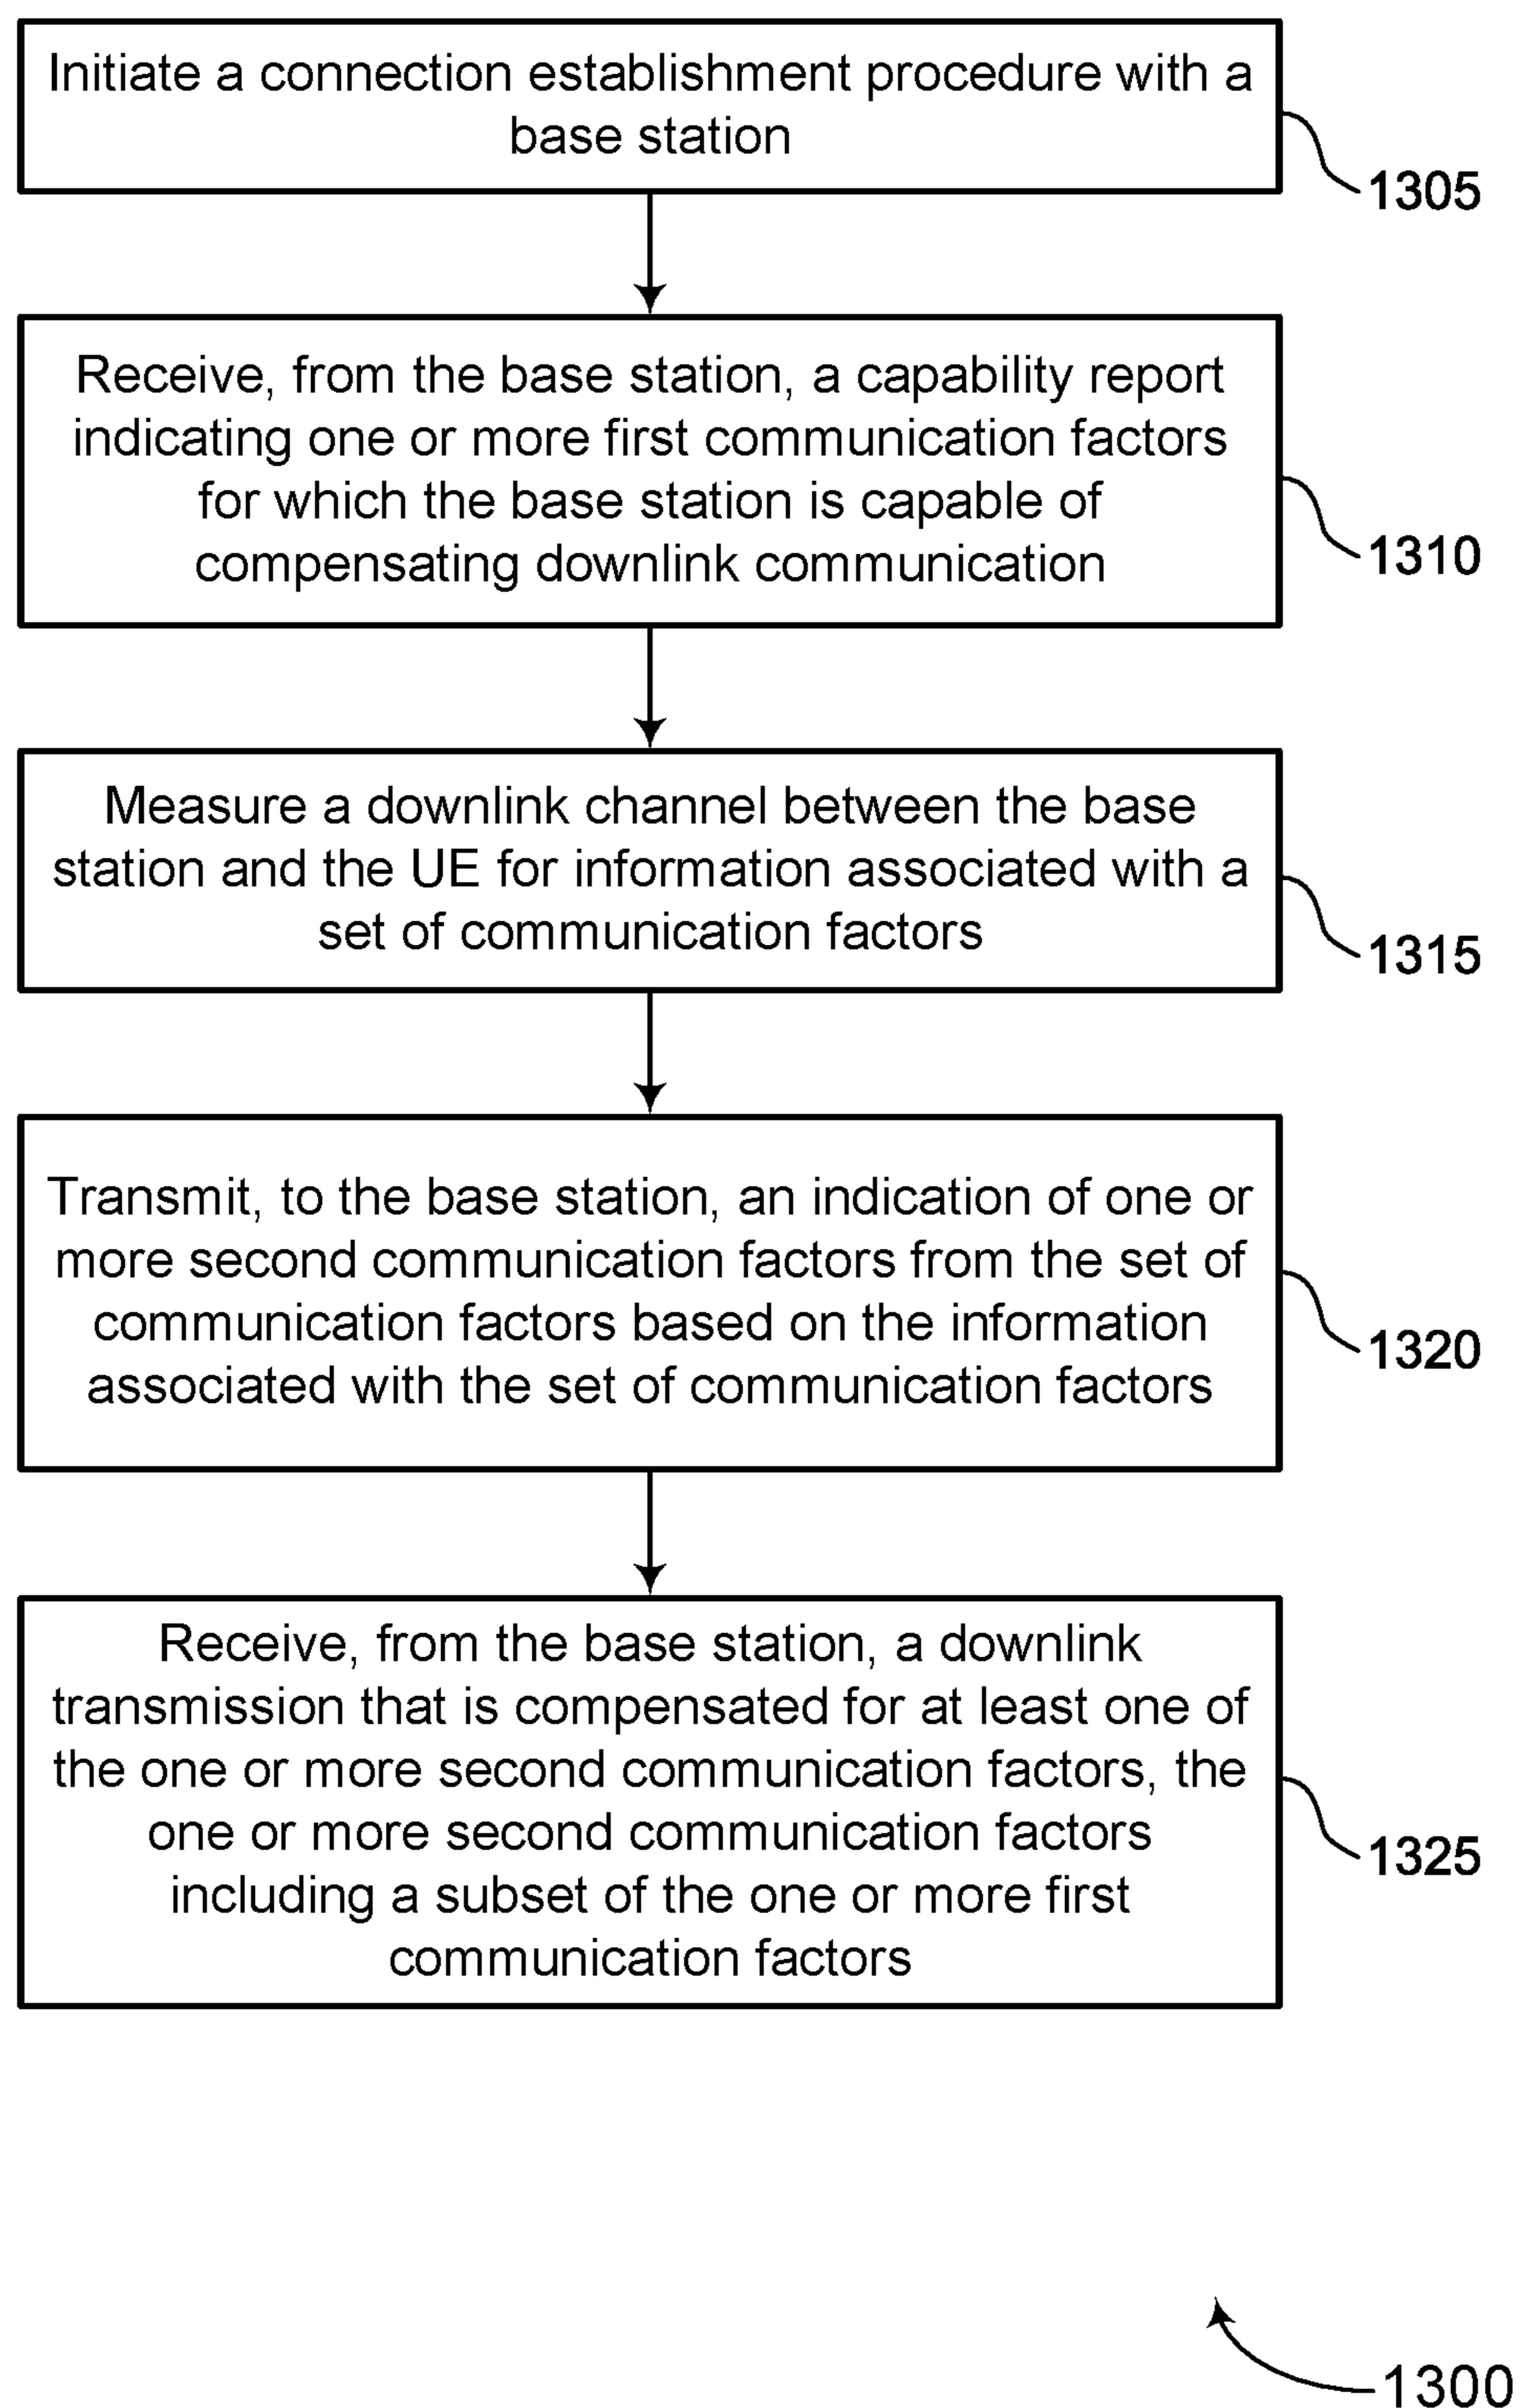 Initiate a connection establishment procedure with a
base station
1305
Receive, from the base station, a capability report
indicating one or more first communication factors
for which the base station is capable of
compensating downlink communication
1310
Measure a downlink channel between the base
station and the UE for information associated with a
set of communication factors
1315
Transmit, to the base station, an indication of one or
more second communication factors from the set of
communication factors based on the information
associated with the set of communication factors
1320
Receive, from the base station, a downlink
transmission that is compensated for at least one of
the one or more second communication factors, the
one or more second communication factors
including a subset of the one or more first
communication factors
1325
1300